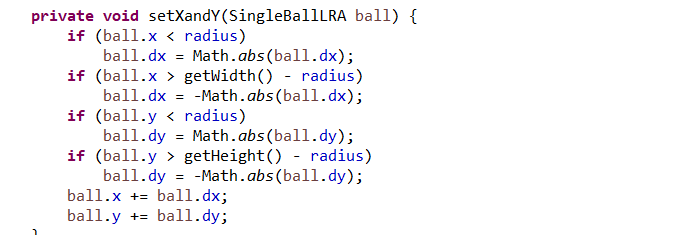 private void setXandY(SingleBallLRA ball) {
    if (ball.x < radius)
        ball.dx = Math.abs(ball.dx);
    if (ball.x > getWidth() - radius)
        ball.dx = -Math.abs(ball.dx);
    if (ball.y < radius)
        ball.dy = Math.abs(ball.dy);
    if (ball.y > getHeight() - radius)
        ball.dy = -Math.abs(ball.dy);
    ball.x += ball.dx;
    ball.y += ball.dy;
}